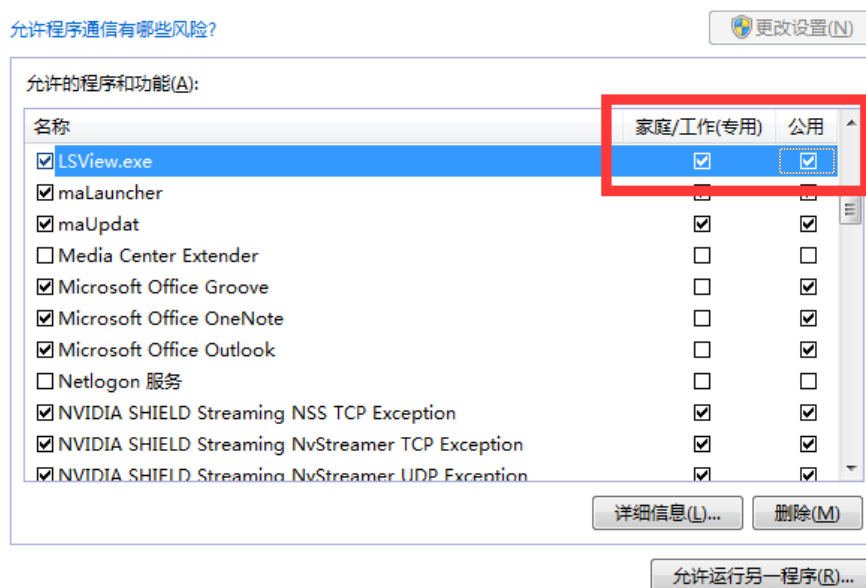 允许程序通信有哪些风险?
更改设置(N)
允许的程序和功能(A):
名称 家庭/工作(专用) 公用
LSView.exe
maLauncher
maUpdat
Media Center Extender
Microsoft Office Groove
Microsoft Office OneNote
Microsoft Office Outlook
Netlogon 服务
NVIDIA SHIELD Streaming NSS TCP Exception
NVIDIA SHIELD Streaming NvStreamer TCP Exception
NVIDIA SHIELD Streaming NvStreamer UDP Exception
详细信息(L)... 删除(M)
允许运行另一程序(R)...